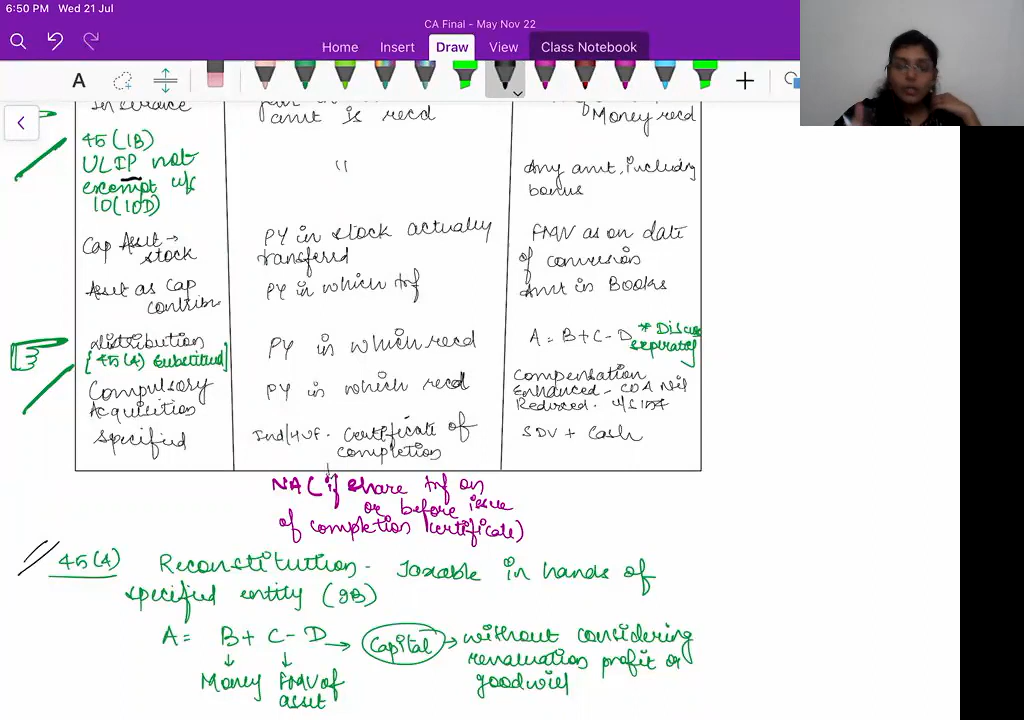 6:50 PM Wed 21 Jul
CA Final - May Nov 22
Home Insert Draw View Class Notebook
A
Insurance
amt is recd
Money recd
45 (1B)
ULIP not
exempt u/s
10(10D)
"
Any amt, including
bonus
Cap Asset →
stock
PY in stock actually
transferred
FMV as on date
of conversion
Asset as Cap
contribn
PY in which trf
Amt in Books
distribution
[45(4) Substituted]
PY in which recd
A = B + C - D * Discuss
seperately
Compulsory
Acquisition
PY in which recd
Compensation
Enhanced - COA Nil
Reduced - u/s 154
Specified
Ind/HUF - Certificate of
completion
SDV + Cash
NA (if share trf on
or before issue
of completion certificate)
45(4) Reconstitution - Taxable in hands of
specified entity (9B)
A = B + C - D → Capital → without considering
revaluation profit or
goodwill
↓ ↓
Money FMV of
asset